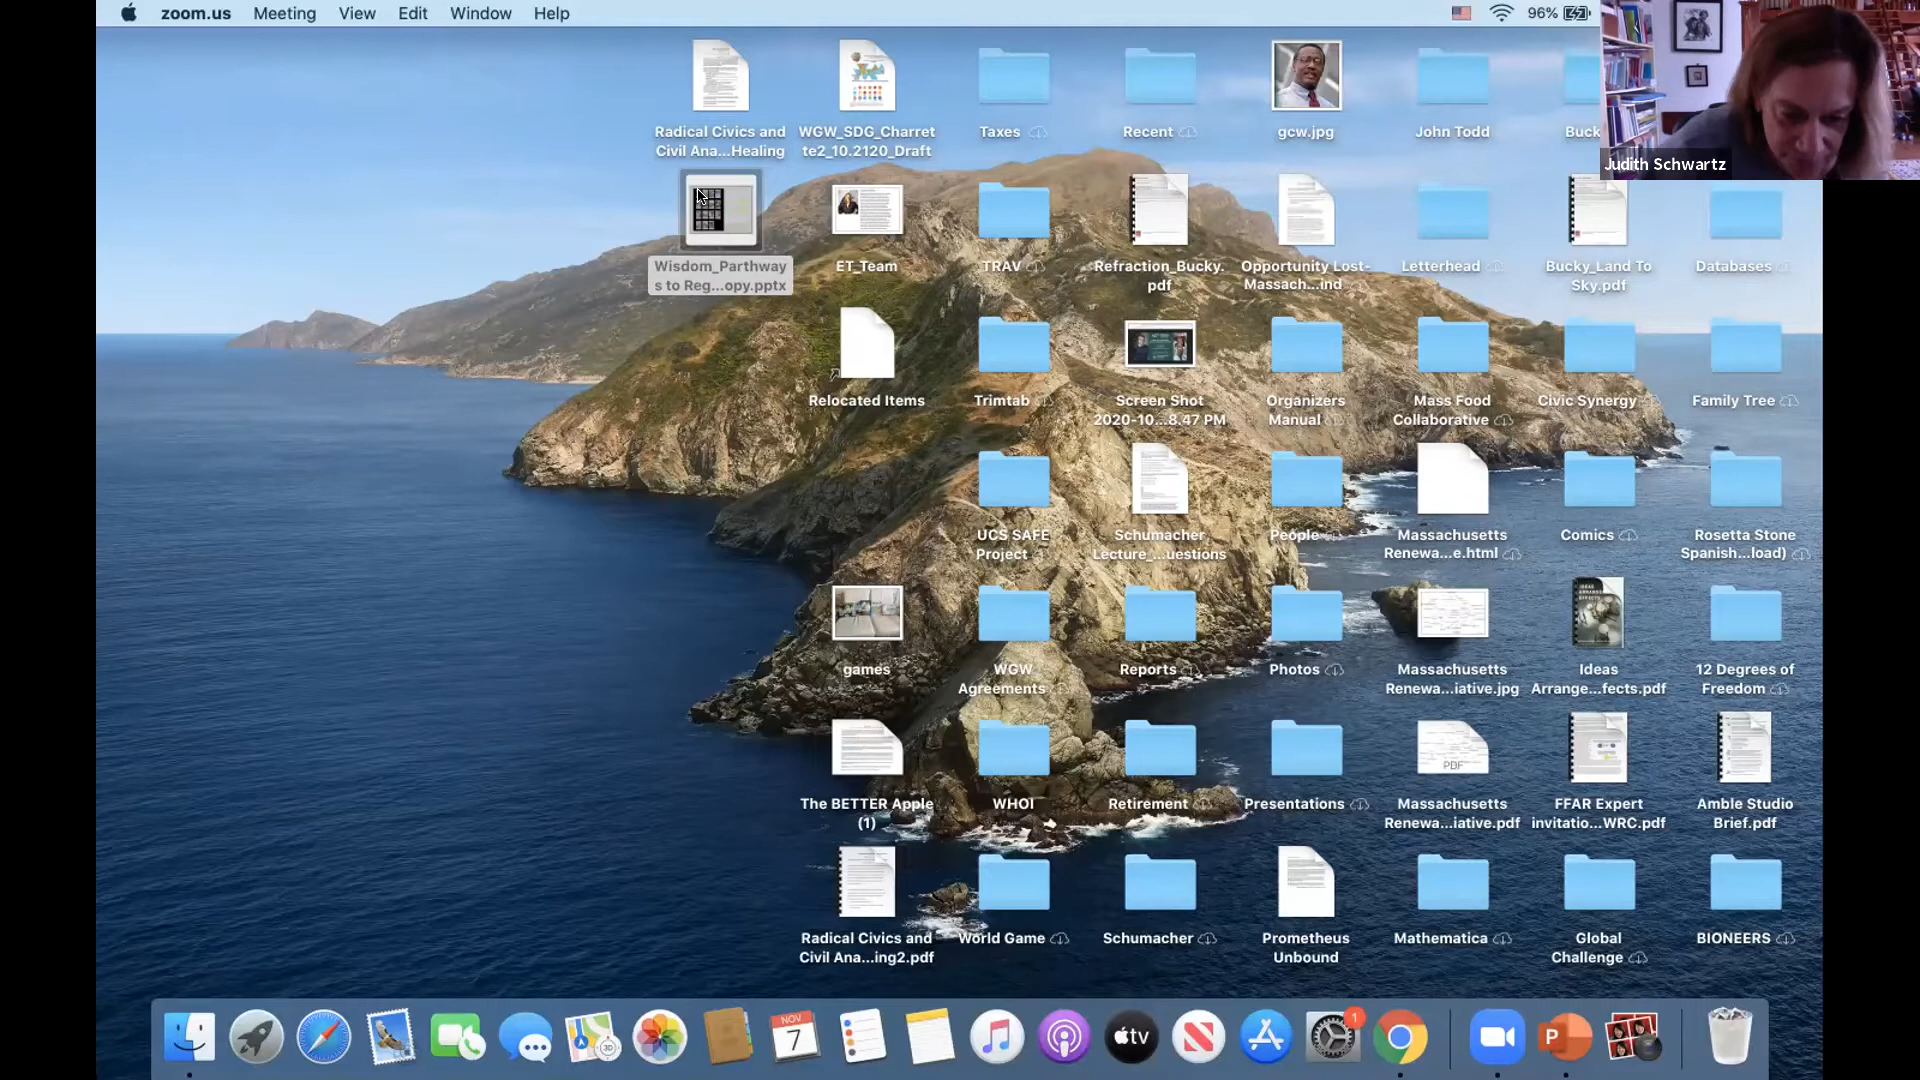 zoom.us Meeting View Edit Window Help 96%
Radical Civics and
Civil Ana...Healing
WGW_SDG_Charret
te2_10.2120_Draft
Taxes
Recent
gcw.jpg
John Todd
Buck
Judith Schwartz
Wisdom_Parthway
s to Reg...opy.pptx
ET_Team
TRAV
Refraction_Bucky.
pdf
Opportunity Lost-
Massach...ind
Letterhead
Bucky_Land To
Sky.pdf
Databases
Relocated Items
Trimtab
Screen Shot
2020-10...8.47 PM
Organizers
Manual
Mass Food
Collaborative
Civic Synergy
Family Tree
UCS SAFE
Project
Schumacher
Lecture_...uestions
People
Massachusetts
Renewa...e.html
Comics
Rosetta Stone
Spanish...load)
games
WGW
Agreements
Reports
Photos
Massachusetts
Renewa...iative.jpg
Ideas
Arrange...fects.pdf
12 Degrees of
Freedom
The BETTER Apple
(1)
WHOI
Retirement
Presentations
PDF
Massachusetts
Renewa...iative.pdf
FFAR Expert
invitatio...WRC.pdf
Amble Studio
Brief.pdf
Radical Civics and
Civil Ana...ing2.pdf
World Game
Schumacher
Prometheus
Unbound
Mathematica
Global
Challenge
BIONEERS
NOV
7
3D
tv
1
P